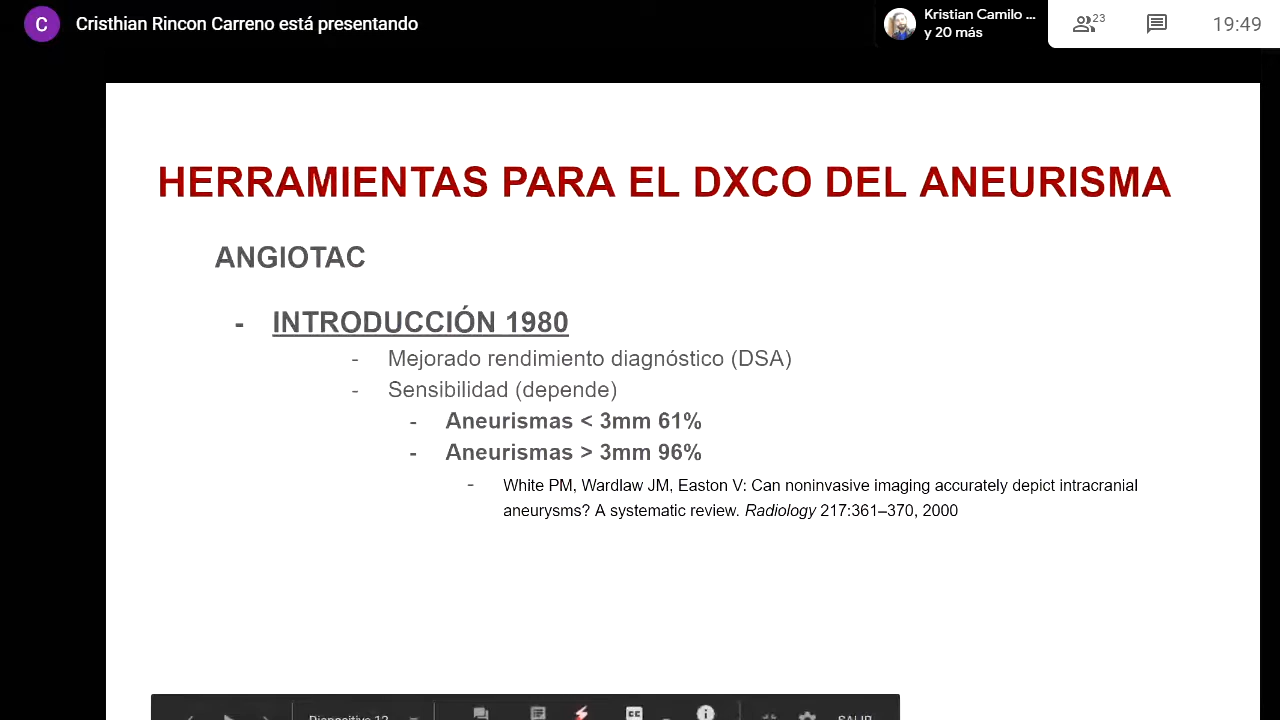 C
Cristhian Rincon Carreno está presentando
Kristian Camilo ...
y 20 más
23
19:49
HERRAMIENTAS PARA EL DXCO DEL ANEURISMA
ANGIOTAC
- INTRODUCCIÓN 1980
- Mejorado rendimiento diagnóstico (DSA)
- Sensibilidad (depende)
- Aneurismas < 3mm 61%
- Aneurismas > 3mm 96%
- White PM, Wardlaw JM, Easton V: Can noninvasive imaging accurately depict intracranial
aneurysms? A systematic review. Radiology 217:361–370, 2000
Diapositiva 12
CC
SALIR